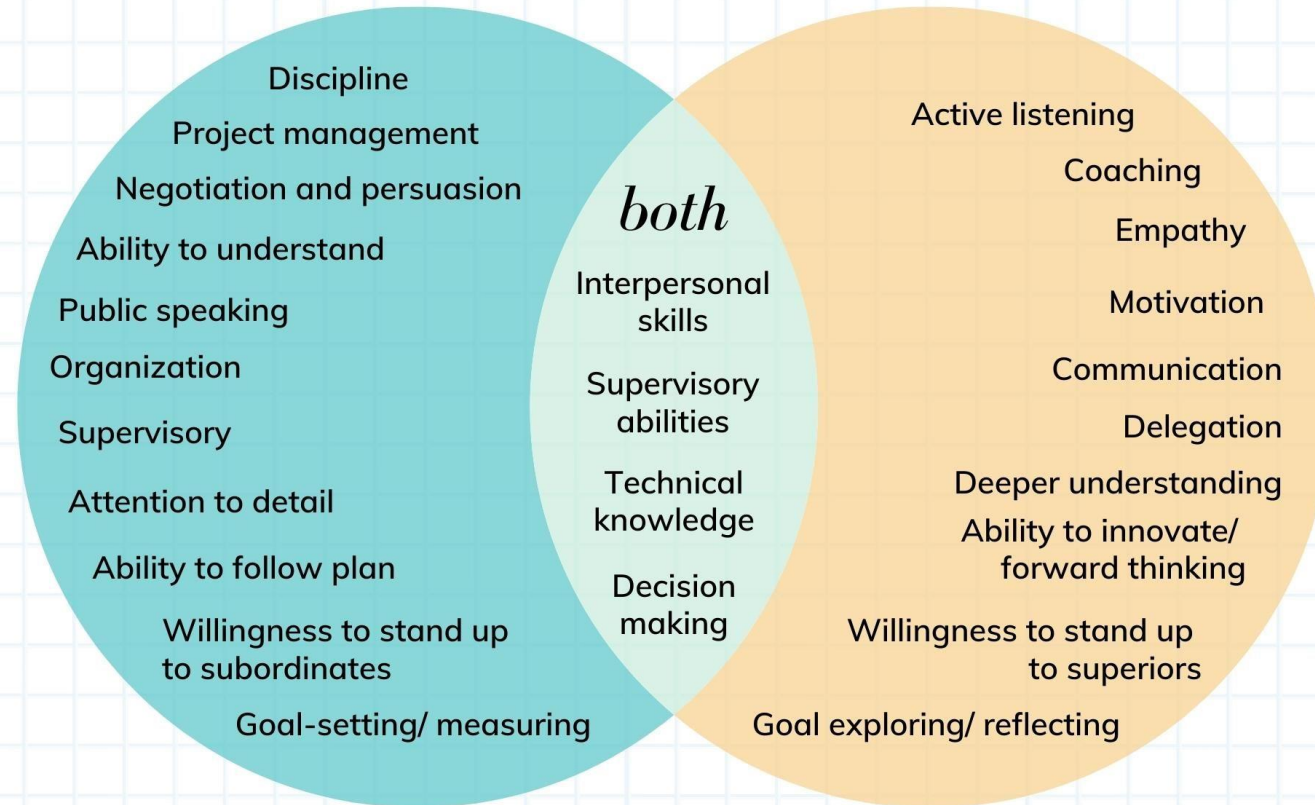 Discipline
Project management
Negotiation and persuasion
Ability to understand
Public speaking
Organization
Supervisory
Attention to detail
Ability to follow plan
Willingness to stand up
to subordinates
Goal-setting/ measuring
both
Interpersonal
skills
Supervisory
abilities
Technical
knowledge
Decision
making
Active listening
Coaching
Empathy
Motivation
Communication
Delegation
Deeper understanding
Ability to innovate/
forward thinking
Willingness to stand up
to superiors
Goal exploring/ reflecting